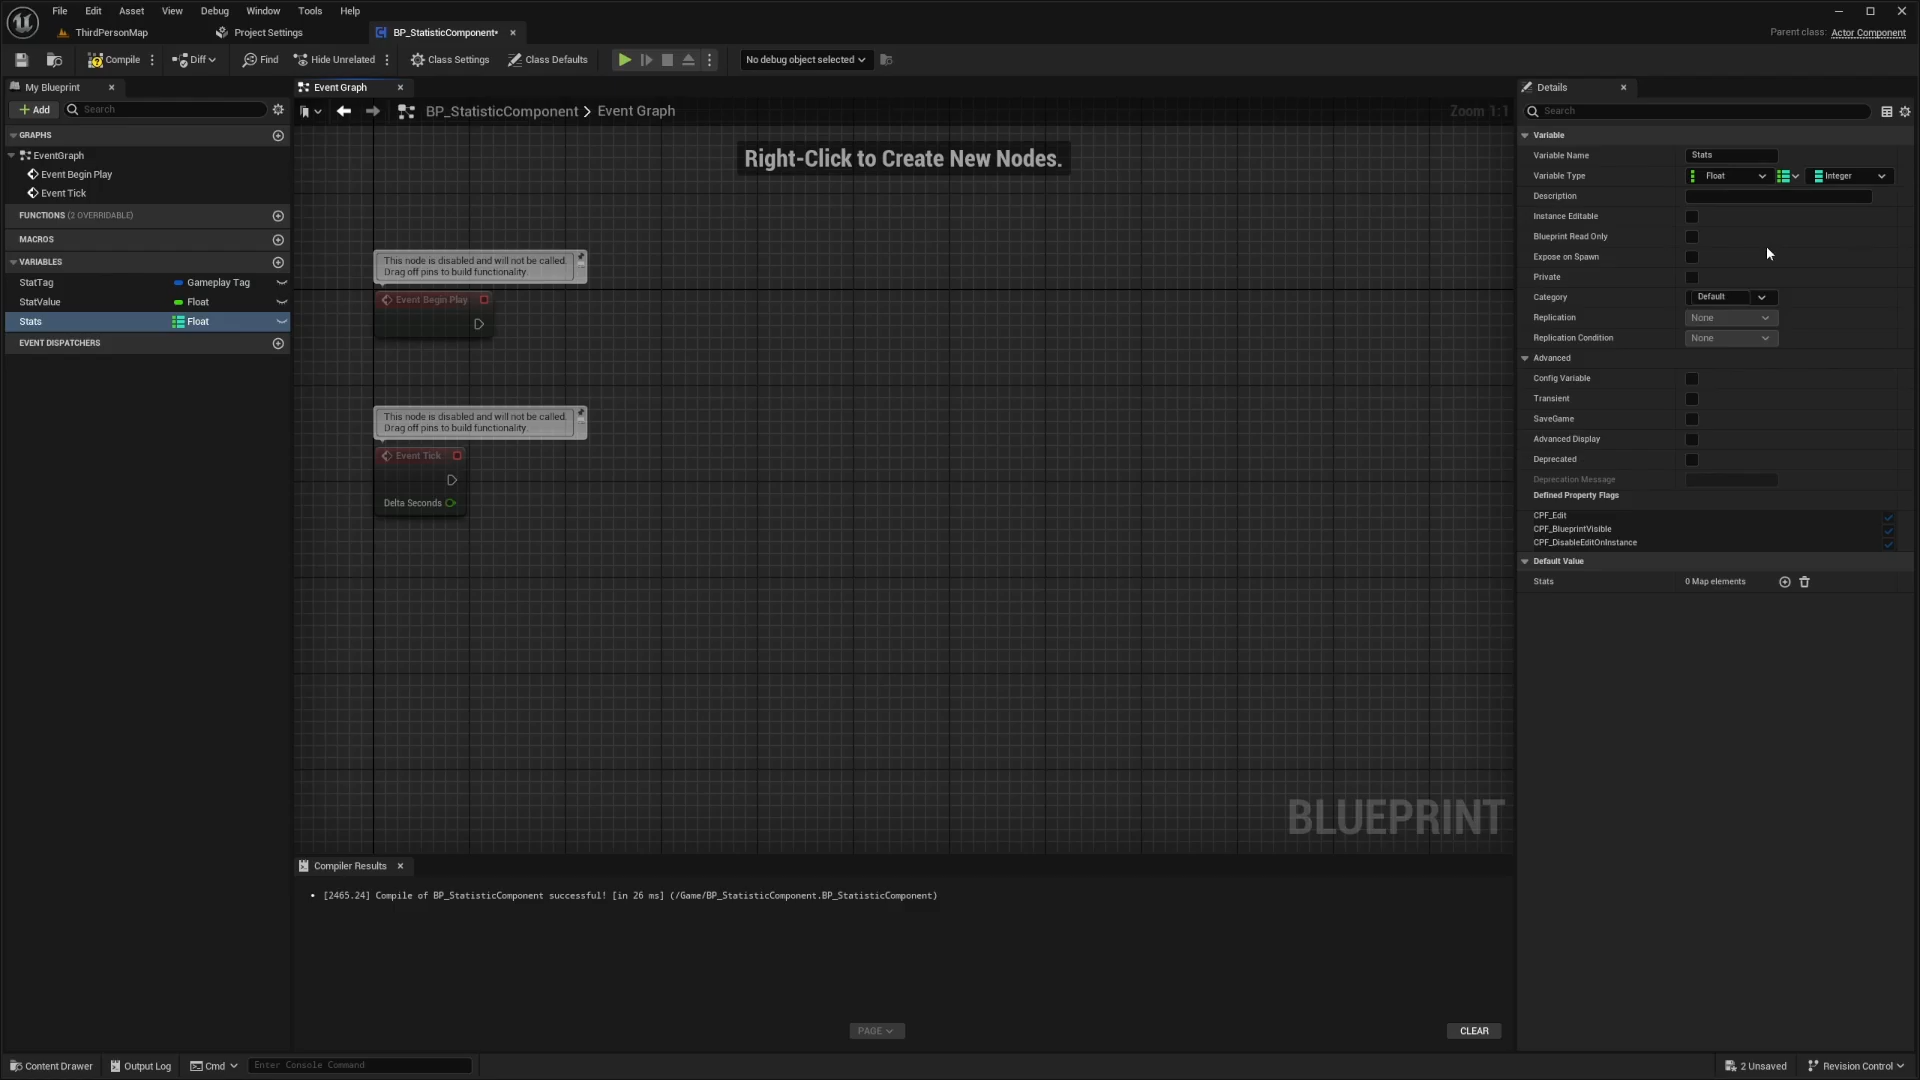 File Edit Asset View Debug Window Tools Help
ThirdPersonMap Project Settings BP_StatisticComponent•
Parent class: Actor Component
Compile Diff Find Hide Unrelated Class Settings Class Defaults No debug object selected
My Blueprint
Add Search
GRAPHS
EventGraph
Event Begin Play
Event Tick
FUNCTIONS (2 OVERRIDABLE)
MACROS
VARIABLES
StatTag Gameplay Tag
StatValue Float
Stats Float
EVENT DISPATCHERS
Event Graph
BP_StatisticComponent > Event Graph
Zoom 1:1
Right-Click to Create New Nodes.
This node is disabled and will not be called.
Drag off pins to build functionality.
Event Begin Play
This node is disabled and will not be called.
Drag off pins to build functionality.
Event Tick
Delta Seconds
BLUEPRINT
Compiler Results
• [2465.24] Compile of BP_StatisticComponent successful! [in 26 ms] (/Game/BP_StatisticComponent.BP_StatisticComponent)
PAGE
CLEAR
Details
Search
Variable
Variable Name Stats
Variable Type Float Integer
Description
Instance Editable
Blueprint Read Only
Expose on Spawn
Private
Category Default
Replication None
Replication Condition None
Advanced
Config Variable
Transient
SaveGame
Advanced Display
Deprecated
Deprecation Message
Defined Property Flags
CPF_Edit
CPF_BlueprintVisible
CPF_DisableEditOnInstance
Default Value
Stats 0 Map elements
Content Drawer Output Log Cmd Enter Console Command
2 Unsaved Revision Control